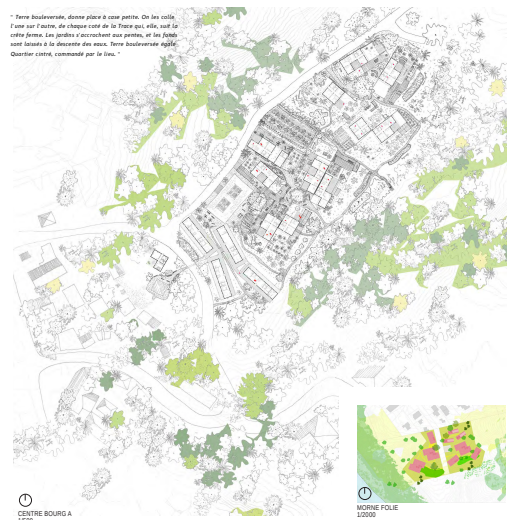 " Terre bouleversée, donne place à case petite. On les colle
l'une sur l'autre, de chaque coté de la Trace qui, elle, suit la
crête ferme. Les jardins s'accrochent aux pentes, et les fonds
sont laissés à la descente des eaux. Terre bouleversée égale
Quartier cintré, commandé par le lieu. "
CENTRE BOURG A
1/500
MORNE FOLIE
1/2000